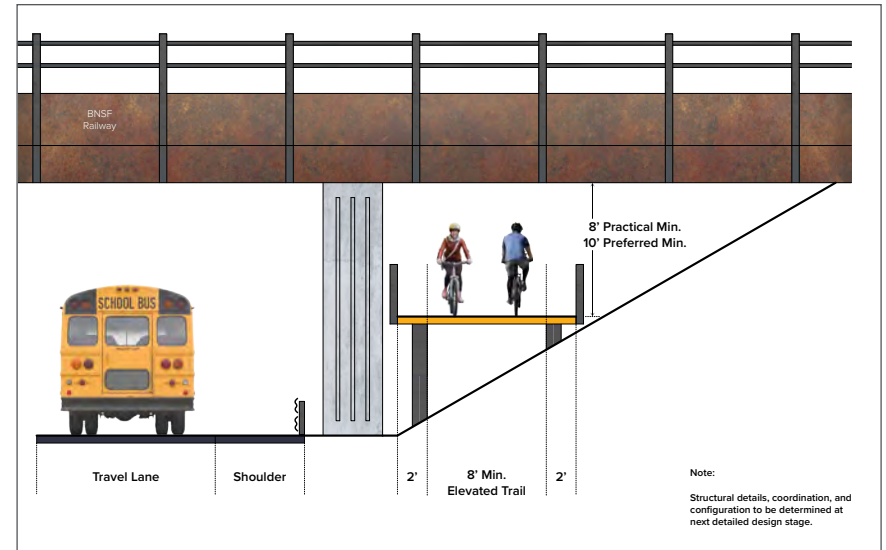 BNSF
Railway
8’ Practical Min.
10’ Preferred Min.
SCHOOL BUS
Travel Lane
Shoulder
2’
8’ Min.
Elevated Trail
2’
Note:
Structural details, coordination, and
configuration to be determined at
next detailed design stage.